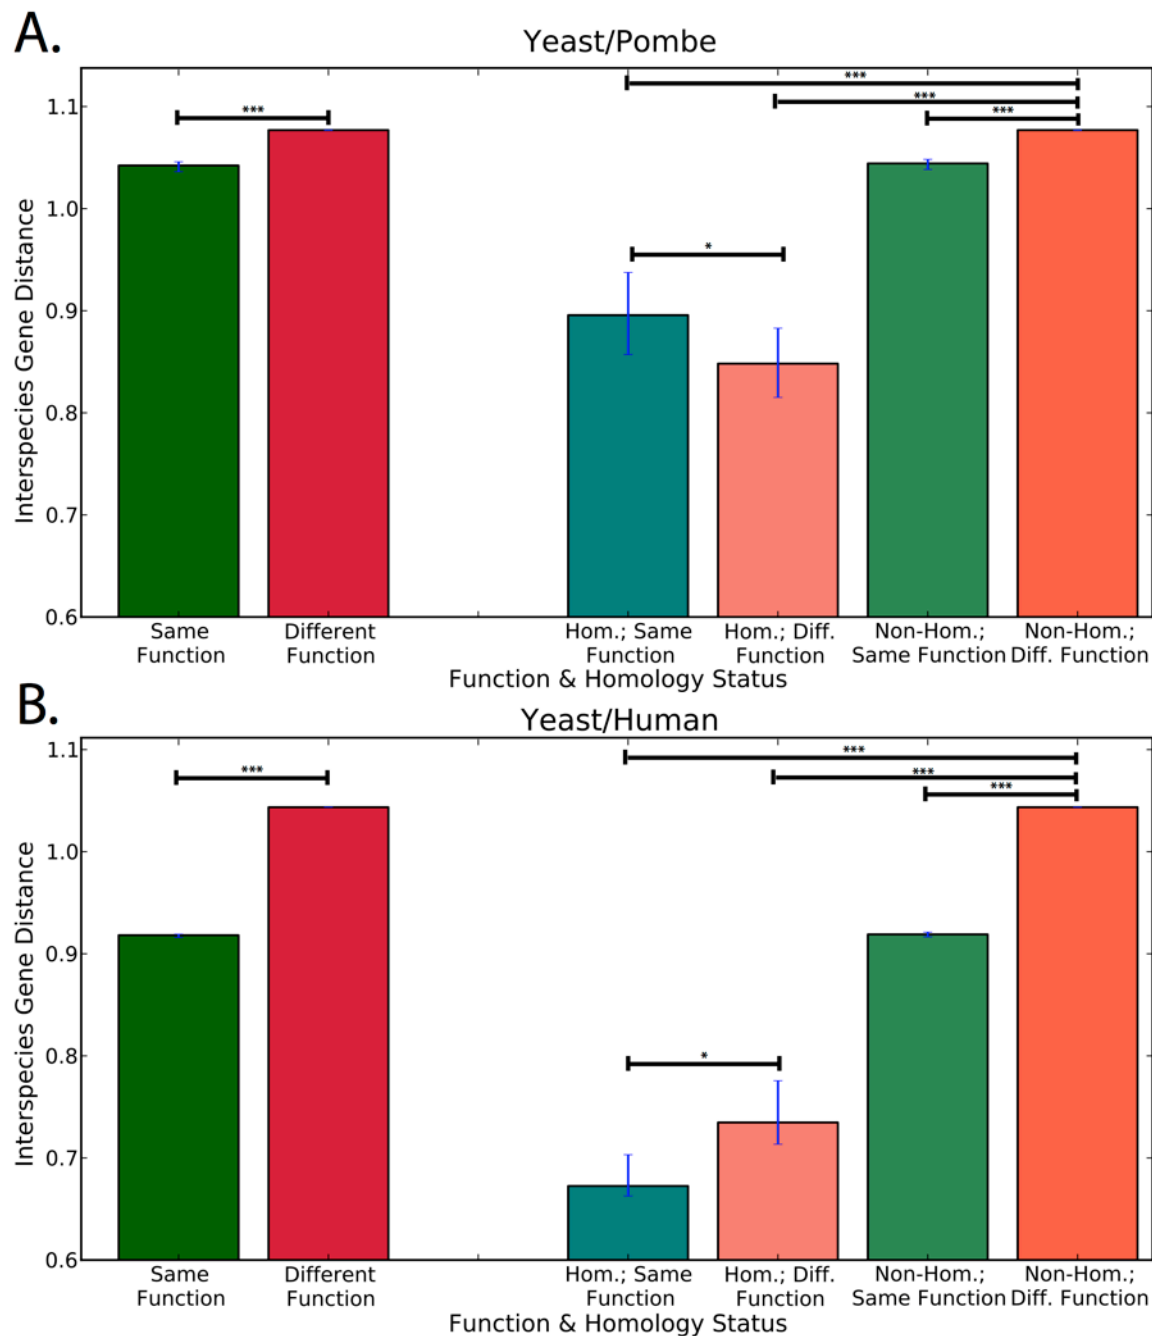 A.
Yeast/Pombe
Interspecies Gene Distance
1.1
1.0
0.9
0.8
0.7
0.6
***
***
***
***
*
Same
Function
Different
Function
Hom.; Same
Function
Hom.; Diff.
Function
Non-Hom.;
Same Function
Non-Hom.;
Diff. Function
Function & Homology Status
B.
Yeast/Human
Interspecies Gene Distance
1.1
1.0
0.9
0.8
0.7
0.6
***
***
***
***
*
Same
Function
Different
Function
Hom.; Same
Function
Hom.; Diff.
Function
Non-Hom.;
Same Function
Non-Hom.;
Diff. Function
Function & Homology Status